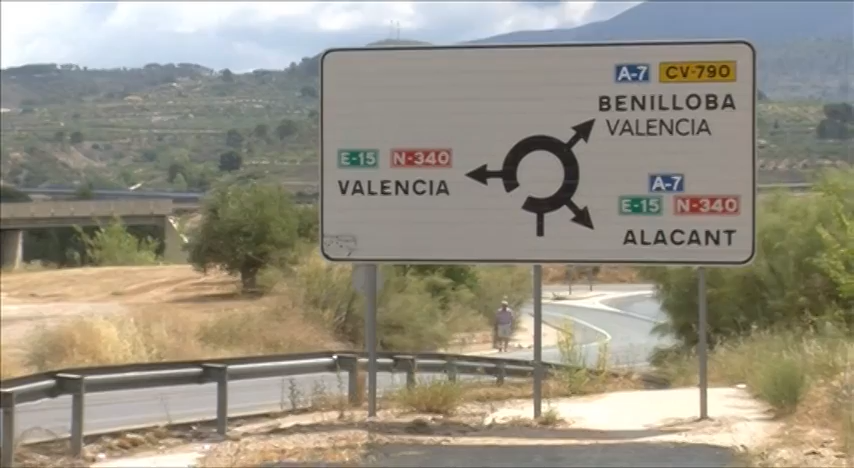 E-15 N-340
VALENCIA
A-7 CV-790
BENILLOBA
VALENCIA
A-7
E-15 N-340
ALACANT